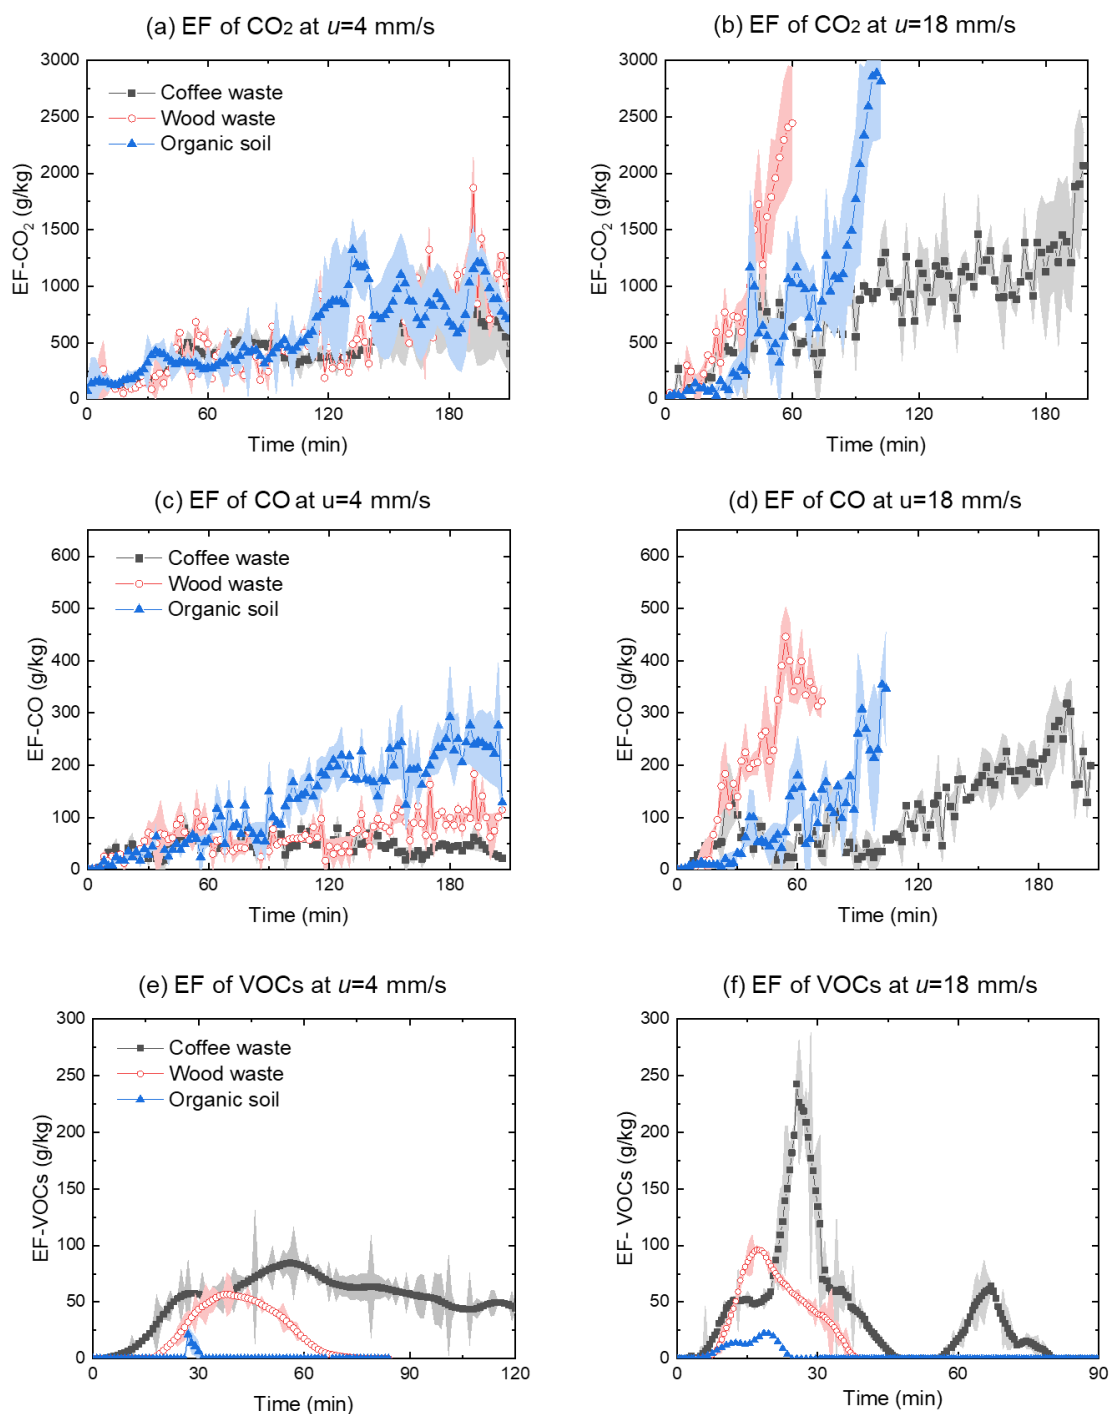 (a) EF of CO₂ at u=4 mm/s
3000
2500
2000
1500
1000
500
0
EF-CO₂ (g/kg)
Coffee waste
Wood waste
Organic soil
0 60 120 180
Time (min)
(b) EF of CO₂ at u=18 mm/s
3000
2500
2000
1500
1000
500
0
EF-CO₂ (g/kg)
0 60 120 180
Time (min)
(c) EF of CO at u=4 mm/s
600
500
400
300
200
100
0
EF-CO (g/kg)
Coffee waste
Wood waste
Organic soil
0 60 120 180
Time (min)
(d) EF of CO at u=18 mm/s
600
500
400
300
200
100
0
EF-CO (g/kg)
0 60 120 180
Time (min)
(e) EF of VOCs at u=4 mm/s
300
250
200
150
100
50
0
EF-VOCs (g/kg)
Coffee waste
Wood waste
Organic soil
0 30 60 90 120
Time (min)
(f) EF of VOCs at u=18 mm/s
300
250
200
150
100
50
0
EF- VOCs (g/kg)
0 30 60 90
Time (min)